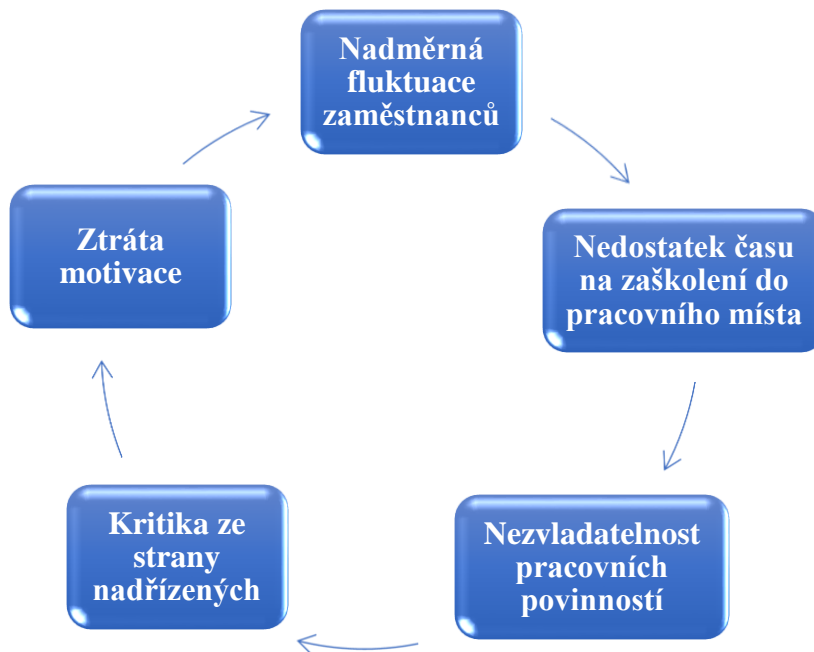 Nadměrná
fluktuace
zaměstnanců
Nedostatek času
na zaškolení do
pracovního místa
Nezvladatelnost
pracovních
povinností
Kritika ze
strany
nadřízených
Ztráta
motivace